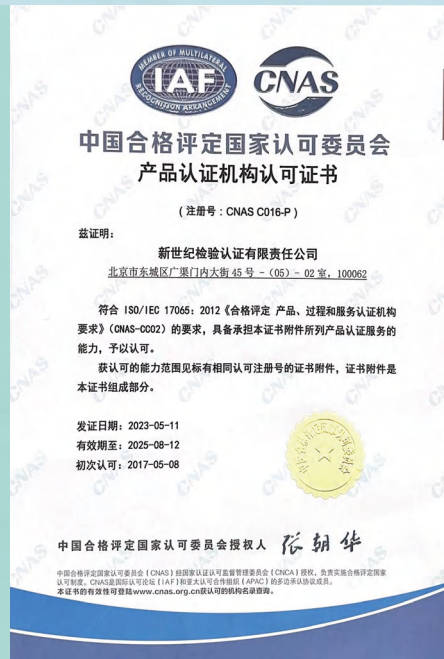 MEMBER OF MULTILATERAL
IAF
RECOGNITION ARRANGEMENT
CNAS
中国合格评定国家认可委员会
产品认证机构认可证书
(注册号：CNAS C016-P)
兹证明：
新世纪检验认证有限责任公司
北京市东城区广渠门内大街 45 号 -（05）- 02 室，100062
符合 ISO/IEC 17065：2012《合格评定 产品、过程和服务认证机构
要求》（CNAS-CC02）的要求，具备承担本证书附件所列产品认证服务的
能力，予以认可。
获认可的能力范围见标有相同认可注册号的证书附件，证书附件是
本证书组成部分。
发证日期：2023-05-11
有效期至：2025-08-12
初次认可：2017-05-08
中国合格评定国家认可委员会授权人 张朝华
中国合格评定国家认可委员会（CNAS）经国家认证认可监督管理委员会（CNCA）授权，负责实施合格评定国家
认可制度。CNAS是国际认可论坛（IAF）和亚太认可合作组织（APAC）的多边承认协议成员。
本证书的有效性可登陆www.cnas.org.cn获认可的机构名录查询。